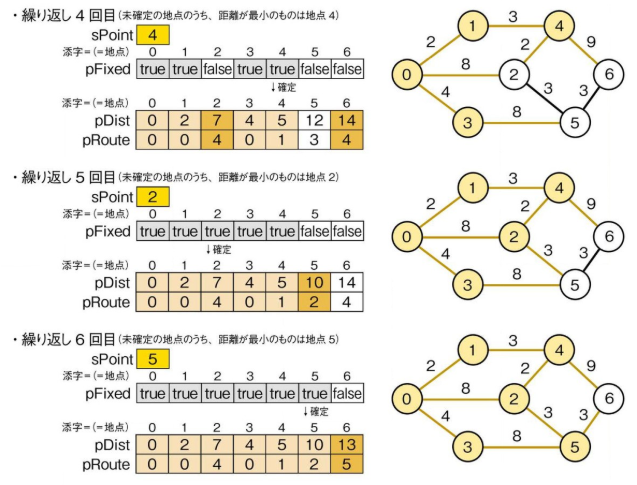 ・繰り返し4回目(未確定の地点のうち、距離が最小のものは地点4)
sPoint 4
添字=(=地点) 0 1 2 3 4 5 6
pFixed true true false true true false false
↓確定
添字=(=地点) 0 1 2 3 4 5 6
pDist 0 2 7 4 5 12 14
pRoute 0 0 4 0 1 3 4
0 1 2 3 4 5 6
2 3 8 2 9 4 3 3 8
・繰り返し5回目(未確定の地点のうち、距離が最小のものは地点2)
sPoint 2
添字=(=地点) 0 1 2 3 4 5 6
pFixed true true true true true false false
↓確定
添字=(=地点) 0 1 2 3 4 5 6
pDist 0 2 7 4 5 10 14
pRoute 0 0 4 0 1 2 4
0 1 2 3 4 5 6
2 3 8 2 9 4 3 3 8
・繰り返し6回目(未確定の地点のうち、距離が最小のものは地点5)
sPoint 5
添字=(=地点) 0 1 2 3 4 5 6
pFixed true true true true true true false
↓確定
添字=(=地点) 0 1 2 3 4 5 6
pDist 0 2 7 4 5 10 13
pRoute 0 0 4 0 1 2 5
0 1 2 3 4 5 6
2 3 8 2 9 4 3 3 8